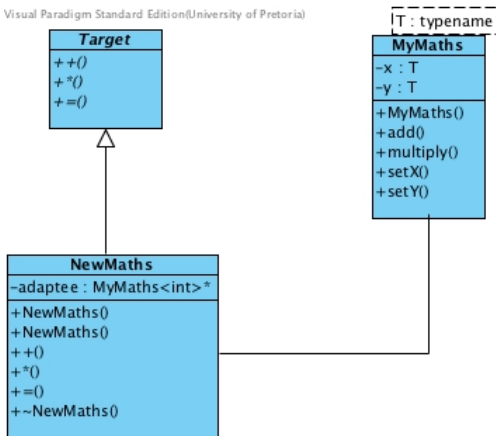 Visual Paradigm Standard Edition(University of Pretoria)
Target
++()
+*()
+=()
T : typename
MyMaths
-x : T
-y : T
+MyMaths()
+add()
+multiply()
+setX()
+setY()
NewMaths
-adaptee : MyMaths<int>*
+NewMaths()
+NewMaths()
++()
+*()
+=()
+~NewMaths()